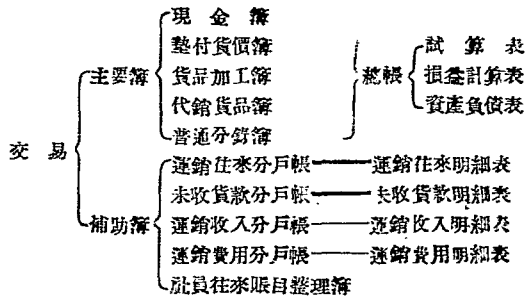 現金簿
墊付貨價簿 試算表
主要簿 貨品加工簿 總帳 損益計算表
代銷貨品簿 資產負債表
普通分錄簿
交易
運銷往來分戶帳 運銷往來明細表
未收貨款分戶帳 未收貨款明細表
補助簿 運銷收入分戶帳 運銷收入明細表
運銷費用分戶帳 運銷費用明細表
社員往來賬目整理簿